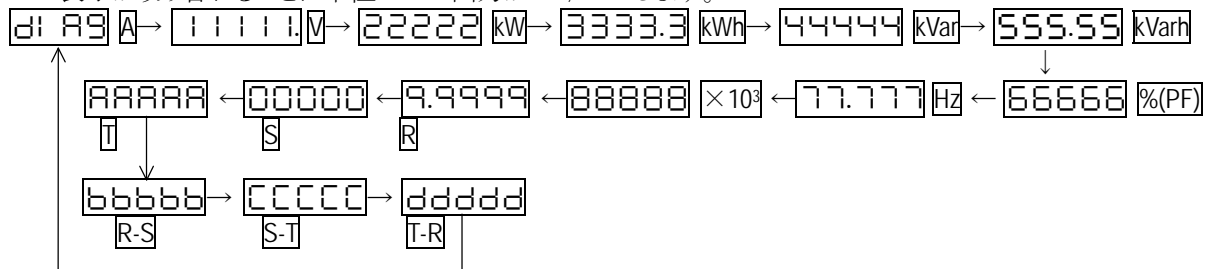 dI AG A→ 11111. V→ 22222 kW→ 3333.3 kWh→ 44444 kVar→ 555.55 kVarh
↓
AAAAA ←00000 ←9.9999 ←88888 ×10³ ←77.777 Hz ← 66666 %(PF)
T S R
bbbbb→ CCCCC→ ddddd
R-S S-T T-R